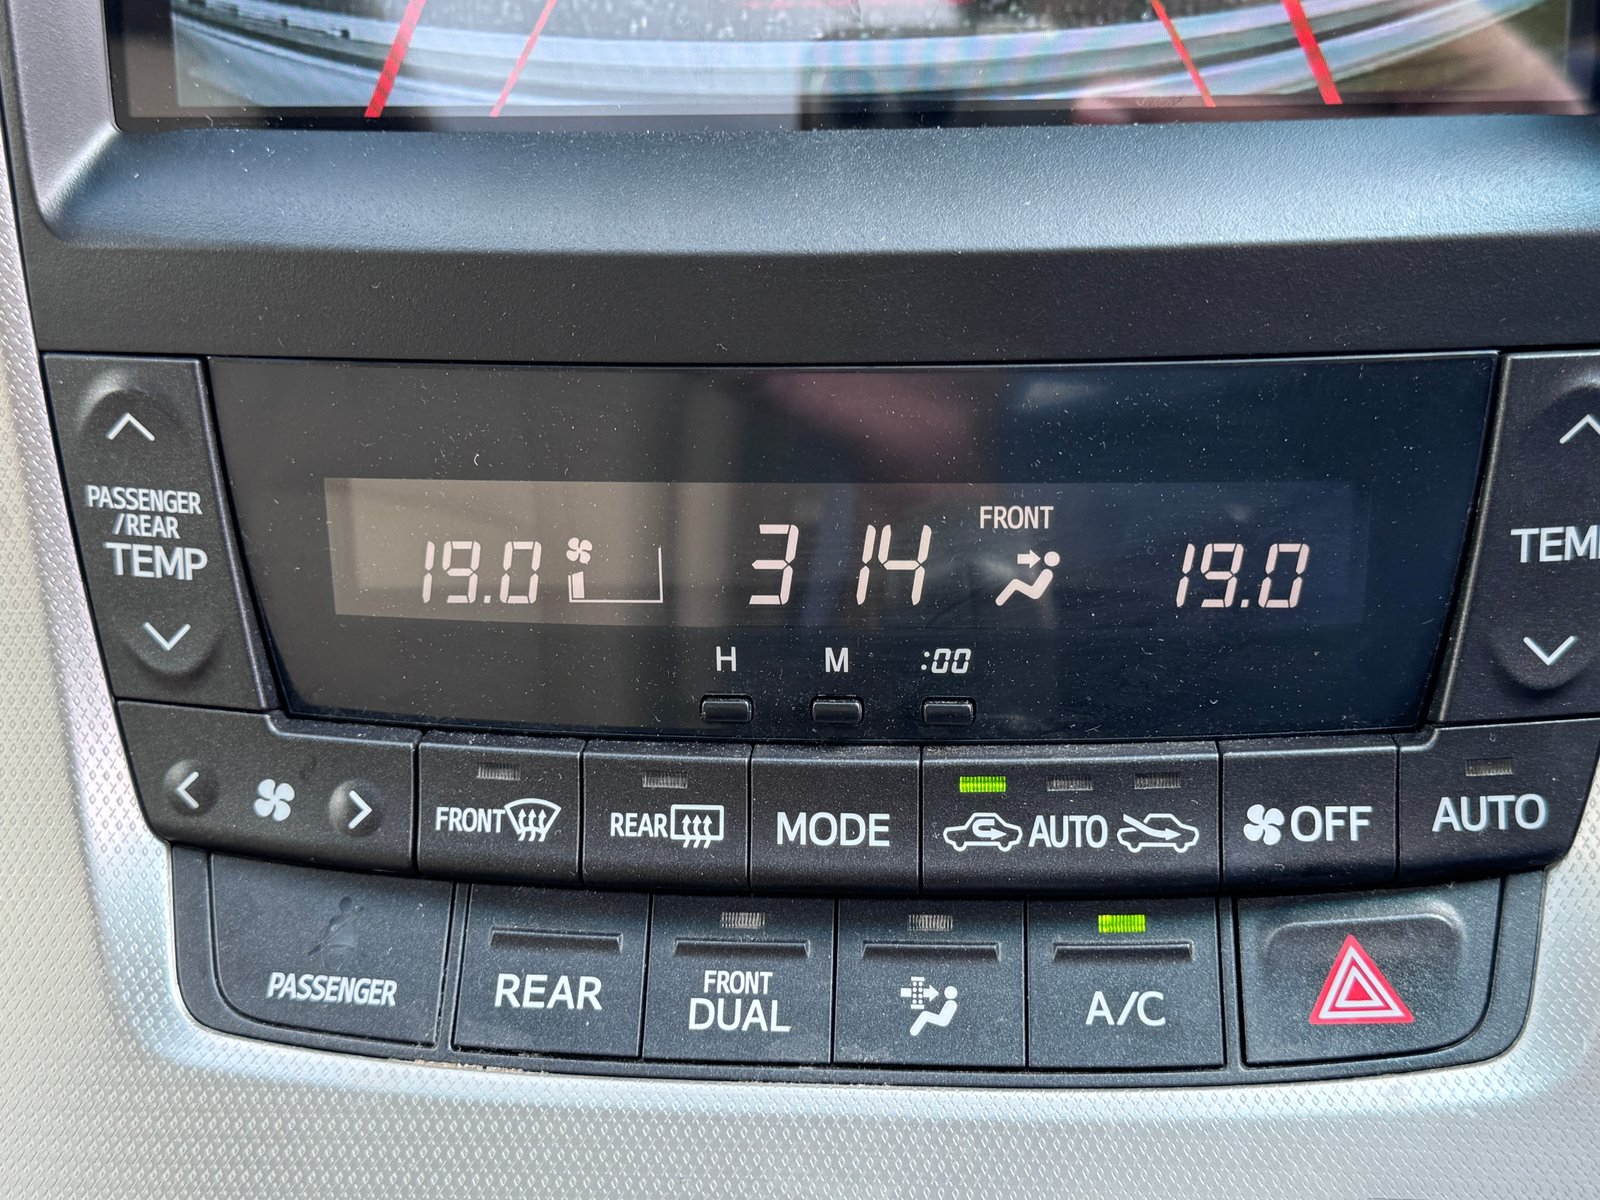 PASSENGER
/REAR
TEMP
19.0
3 14
FRONT
19.0
TEM
H
M
:00
FRONT
REAR
MODE
AUTO
OFF
AUTO
PASSENGER
REAR
FRONT
DUAL
A/C